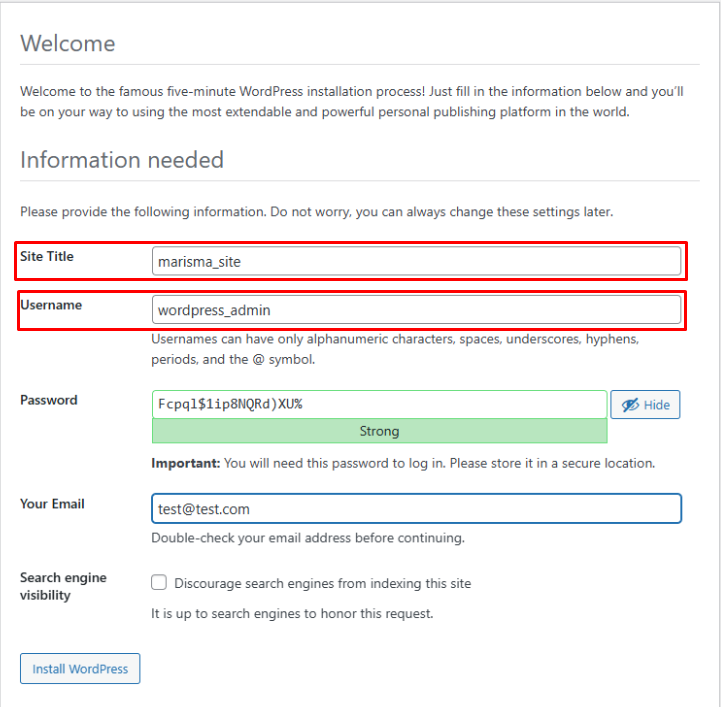 Welcome
Welcome to the famous five-minute WordPress installation process! Just fill in the information below and you’ll
be on your way to using the most extendable and powerful personal publishing platform in the world.
Information needed
Please provide the following information. Do not worry, you can always change these settings later.
Site Title
marisma_site
Username
wordpress_admin
Usernames can have only alphanumeric characters, spaces, underscores, hyphens,
periods, and the @ symbol.
Password
Fcpql$1ip8NQRd)XU%
Hide
Strong
Important: You will need this password to log in. Please store it in a secure location.
Your Email
test@test.com
Double-check your email address before continuing.
Search engine
visibility
Discourage search engines from indexing this site
It is up to search engines to honor this request.
Install WordPress